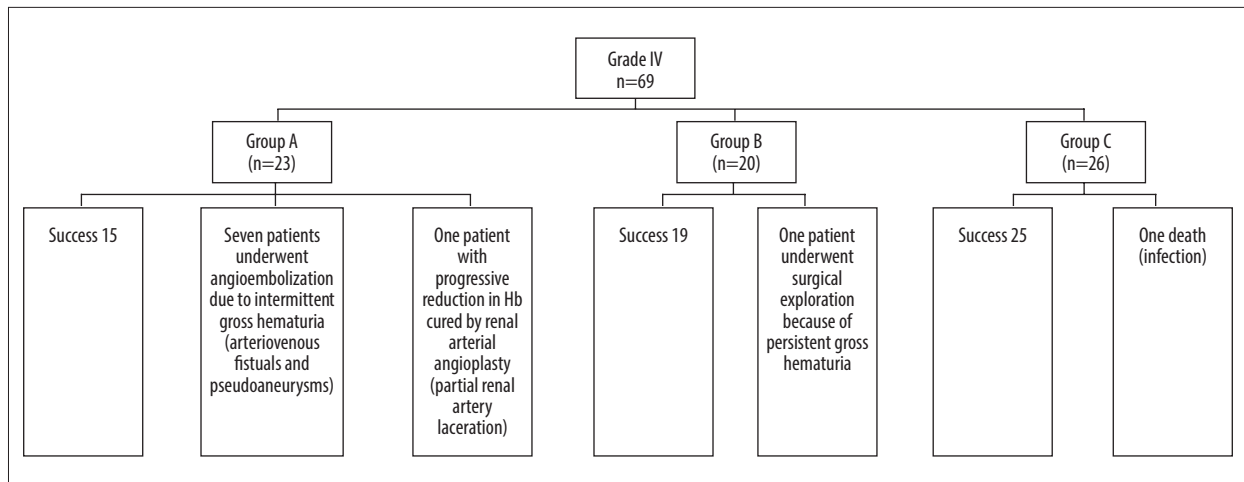 Grade IV
n=69
Group A
(n=23)
Group B
(n=20)
Group C
(n=26)
Success 15
Seven patients
underwent
angioembolization
due to intermittent
gross hematuria
(arteriovenous
fistuals and
pseudoaneurysms)
One patient
with
progressive
reduction in Hb
cured by renal
arterial
angioplasty
(partial renal
artery
laceration)
Success 19
One patient
underwent
surgical
exploration
because of
persistent gross
hematuria
Success 25
One death
(infection)